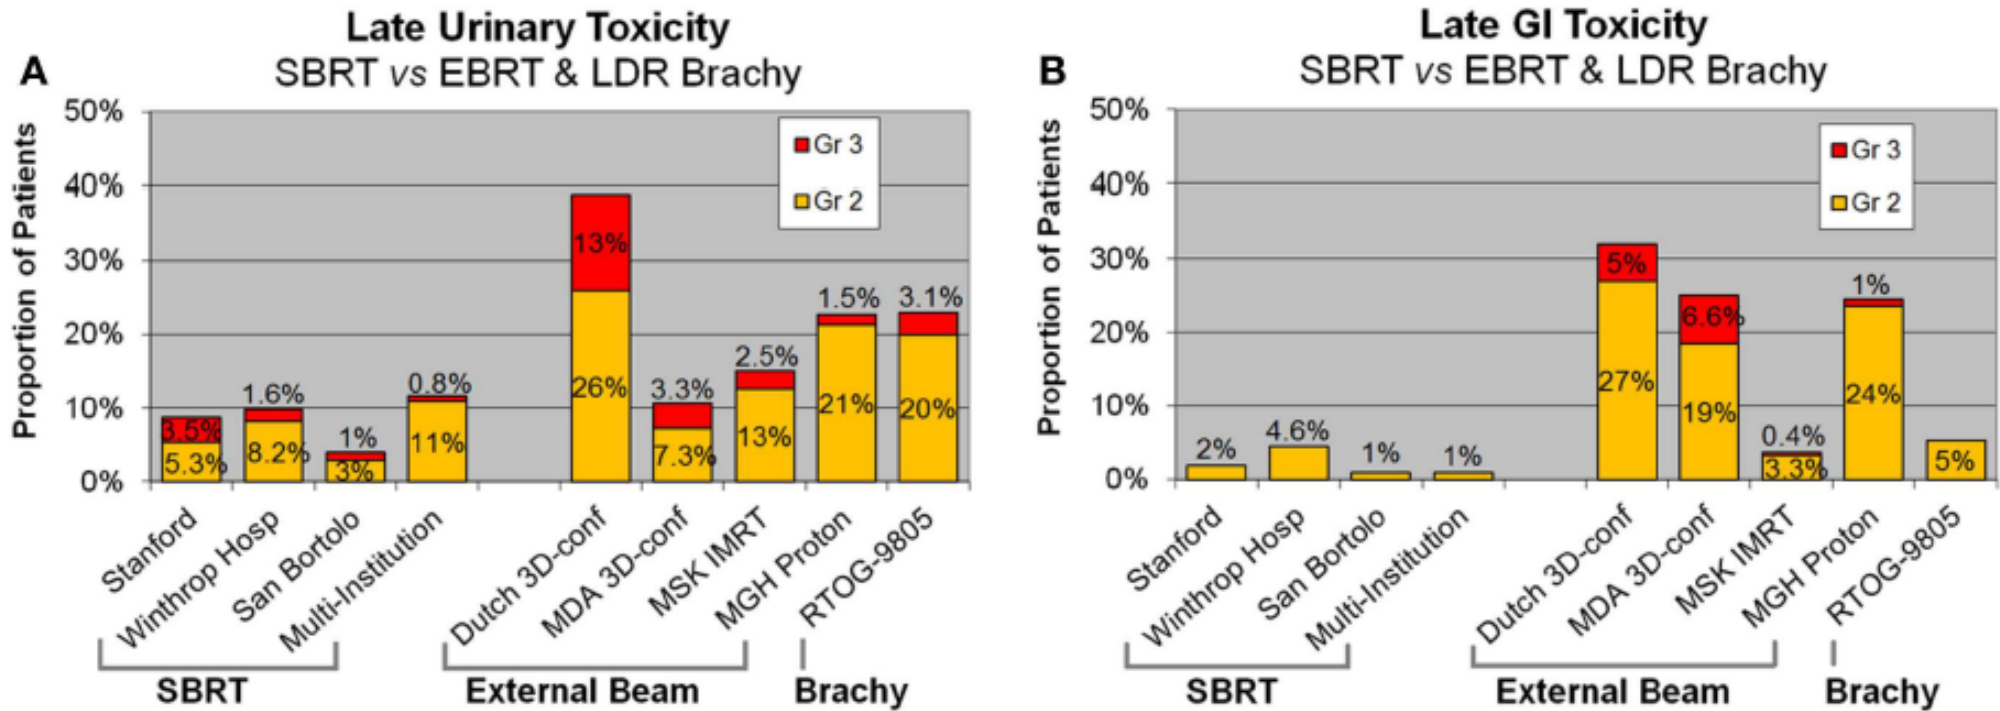 Late Urinary Toxicity
A
SBRT vs EBRT & LDR Brachy
Proportion of Patients
50%
40%
30%
20%
10%
0%
Gr 3
Gr 2
3.5%
5.3%
1.6%
8.2%
1%
3%
0.8%
11%
13%
26%
3.3%
7.3%
2.5%
13%
1.5%
21%
3.1%
20%
Stanford
Winthrop Hosp
San Bortolo
Multi-Institution
Dutch 3D-conf
MDA 3D-conf
MSK IMRT
MGH Proton
RTOG-9805
SBRT
External Beam
Brachy
Late GI Toxicity
B
SBRT vs EBRT & LDR Brachy
Proportion of Patients
50%
40%
30%
20%
10%
0%
Gr 3
Gr 2
2%
4.6%
1%
1%
5%
27%
6.6%
19%
0.4%
3.3%
1%
24%
5%
Stanford
Winthrop Hosp
San Bortolo
Multi-Institution
Dutch 3D-conf
MDA 3D-conf
MSK IMRT
MGH Proton
RTOG-9805
SBRT
External Beam
Brachy